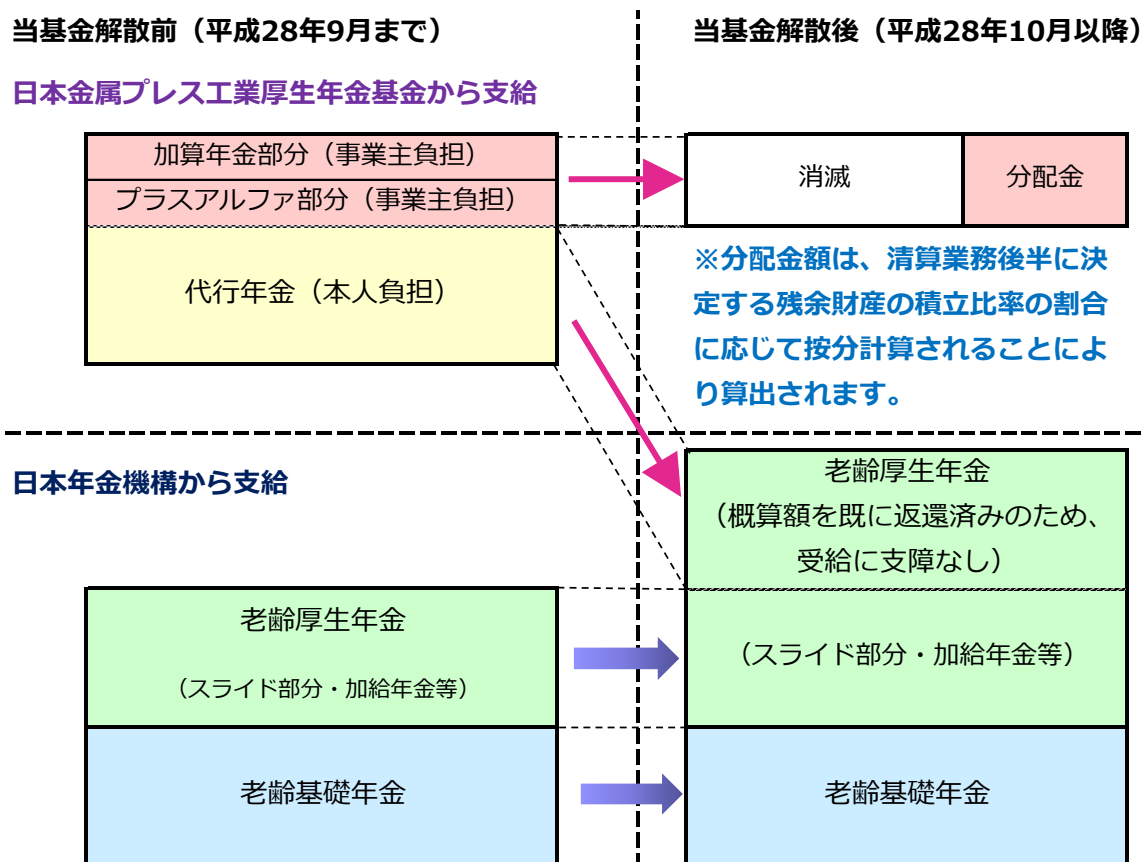 当基金解散前（平成28年9月まで）
当基金解散後（平成28年10月以降）
日本金属プレス工業厚生年金基金から支給
加算年金部分（事業主負担）
プラスアルファ部分（事業主負担）
代行年金（本人負担）
消滅
分配金
※分配金額は、清算業務後半に決
定する残余財産の積立比率の割合
に応じて按分計算されることによ
り算出されます。
日本年金機構から支給
老齢厚生年金
（スライド部分・加給年金等）
老齢基礎年金
老齢厚生年金
（概算額を既に返還済みのため、
受給に支障なし）
（スライド部分・加給年金等）
老齢基礎年金